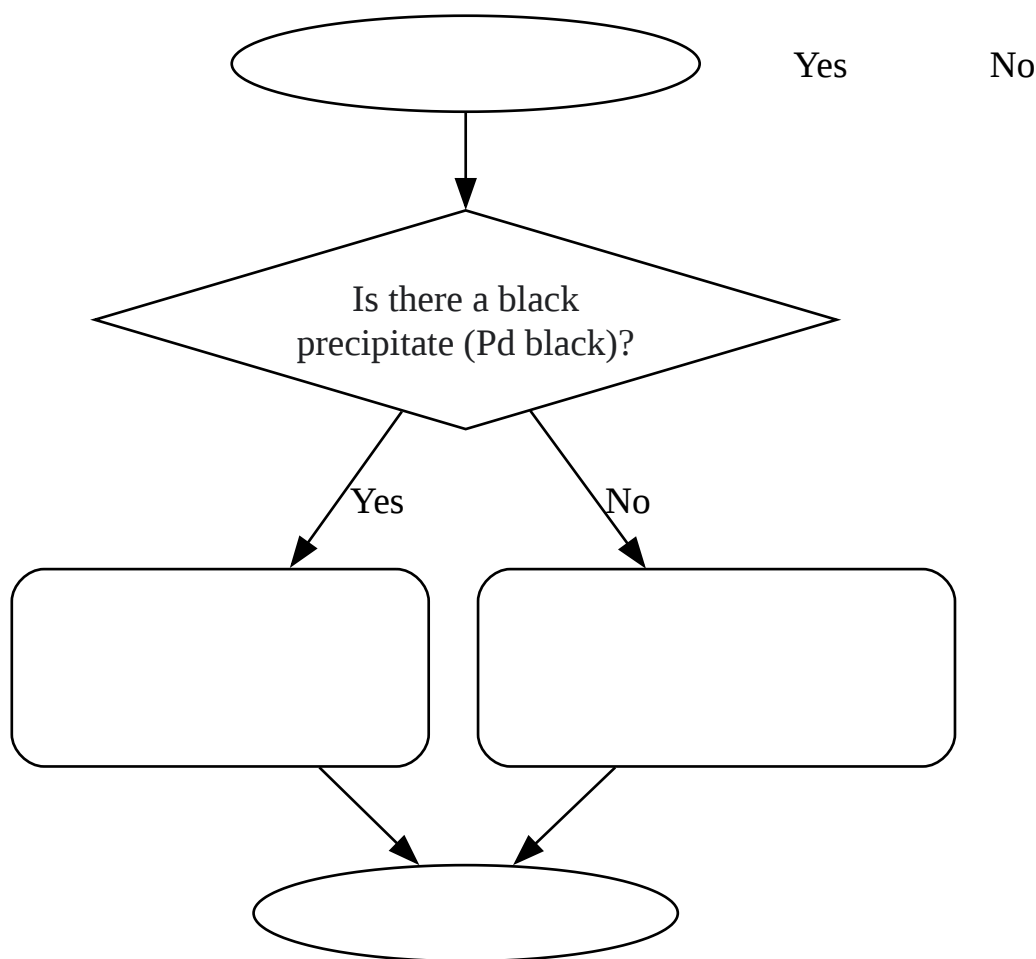 Yes
No
Is there a black
precipitate (Pd black)?
Yes
No